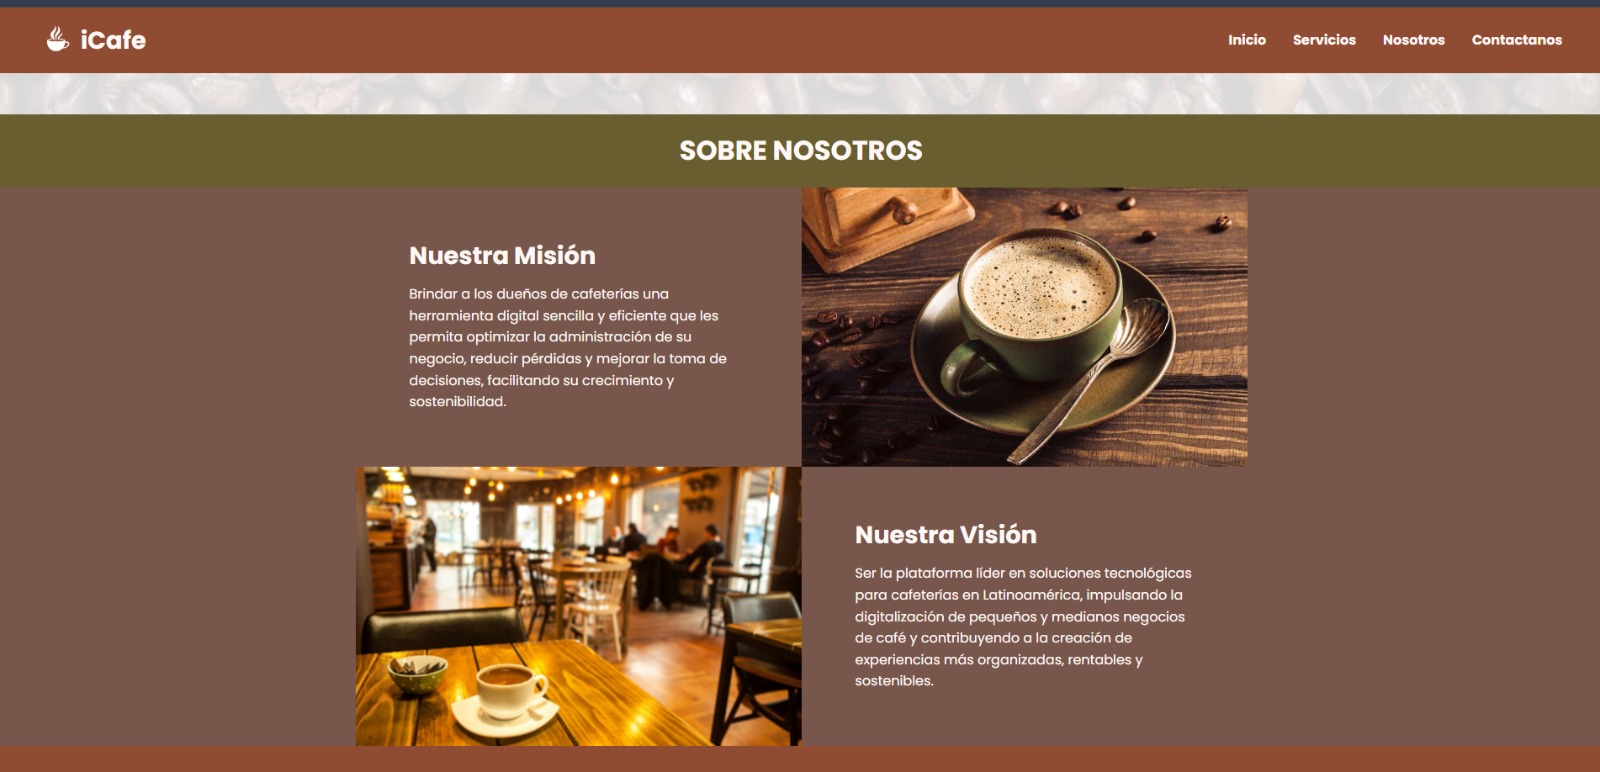 iCafe
Inicio Servicios Nosotros Contactanos
SOBRE NOSOTROS
Nuestra Misión
Brindar a los dueños de cafeterías una
herramienta digital sencilla y eficiente que les
permita optimizar la administración de su
negocio, reducir pérdidas y mejorar la toma de
decisiones, facilitando su crecimiento y
sostenibilidad.
Nuestra Visión
Ser la plataforma líder en soluciones tecnológicas
para cafeterías en Latinoamérica, impulsando la
digitalización de pequeños y medianos negocios
de café y contribuyendo a la creación de
experiencias más organizadas, rentables y
sostenibles.